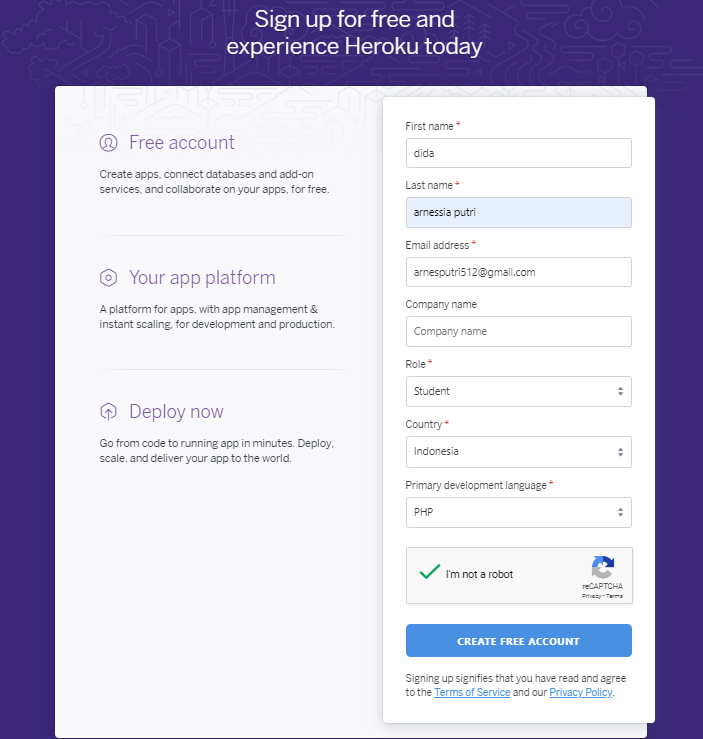 Sign up for free and
experience Heroku today
Free account
Create apps, connect databases and add-on
services, and collaborate on your apps, for free.
Your app platform
A platform for apps, with app management &
instant scaling, for development and production.
Deploy now
Go from code to running app in minutes. Deploy,
scale, and deliver your app to the world.
First name *
dida
Last name *
arnessia putri
Email address *
arnesputri512@gmail.com
Company name
Company name
Role *
Student
Country *
Indonesia
Primary development language *
PHP
I'm not a robot
reCAPTCHA
Privacy - Terms
CREATE FREE ACCOUNT
Signing up signifies that you have read and agree
to the Terms of Service and our Privacy Policy.